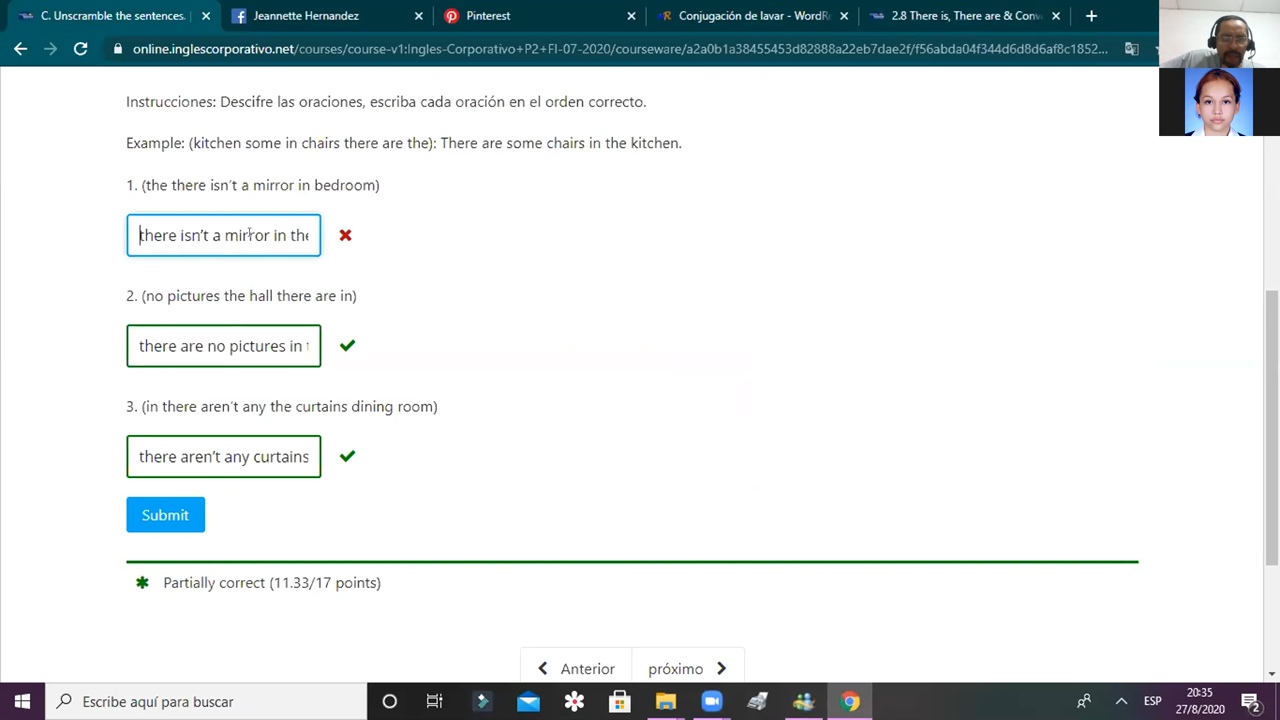 C. Unscramble the sentences.
Jeannette Hernandez
Pinterest
Conjugación de lavar - WordR
2.8 There is, There are & Conv
online.inglescorporativo.net/courses/course-v1:Ingles-Corporativo+P2+FI-07-2020/courseware/a2a0b1a38455453d82888a22eb7dae2f/f56abda04f344d6d8d6af8c1852...
Instrucciones: Descifre las oraciones, escriba cada oración en el orden correcto.
Example: (kitchen some in chairs there are the): There are some chairs in the kitchen.
1. (the there isn´t a mirror in bedroom)
there isn’t a mirror in the
2. (no pictures the hall there are in)
there are no pictures in t
3. (in there aren’t any the curtains dining room)
there aren’t any curtains
Submit
Partially correct (11.33/17 points)
Anterior
próximo
Escribe aquí para buscar
ESP
20:35
27/8/2020
2